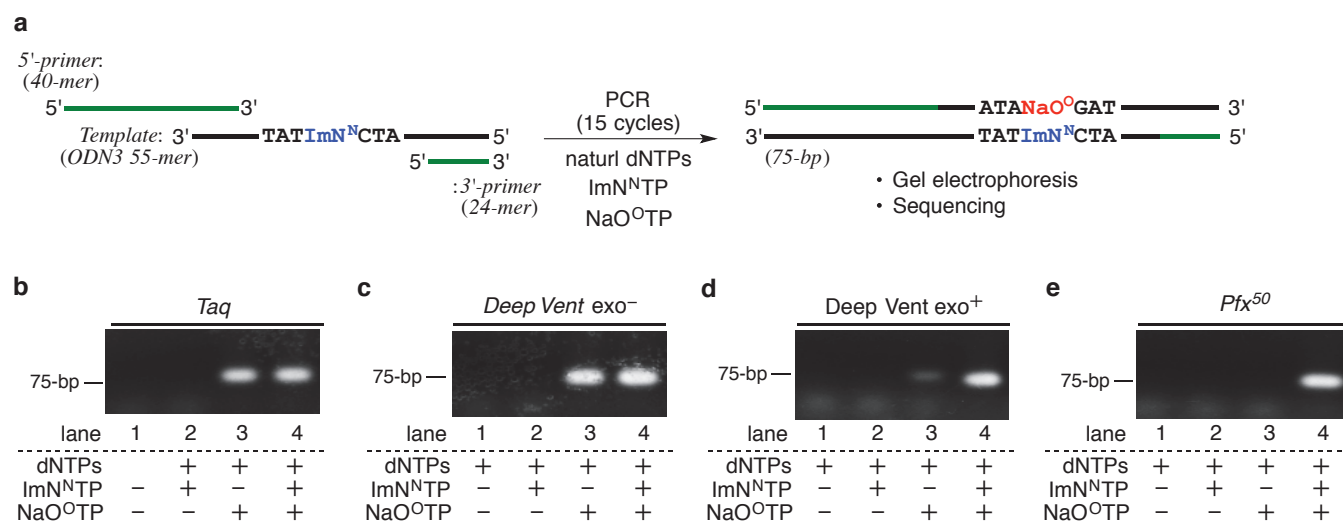 a
5'-primer:
(40-mer)
5' 3'
Template: 3' TATImNᴺCTA 5'
(ODN3 55-mer)
5' 3'
:3'-primer
(24-mer)
PCR
(15 cycles)
naturl dNTPs
ImNᴺTP
NaOᴼTP
5' ATANaOᴼGAT 3'
3' TATImNᴺCTA 5'
(75-bp)
• Gel electrophoresis
• Sequencing
b
Taq
75-bp
lane 1 2 3 4
dNTPs + + +
ImNᴺTP – + – +
NaOᴼTP – – + +
c
Deep Vent exo⁻
75-bp
lane 1 2 3 4
dNTPs + + + +
ImNᴺTP – + – +
NaOᴼTP – – + +
d
Deep Vent exo⁺
75-bp
lane 1 2 3 4
dNTPs + + + +
ImNᴺTP – + – +
NaOᴼTP – – + +
e
Pfx⁵⁰
75-bp
lane 1 2 3 4
dNTPs + + + +
ImNᴺTP – + – +
NaOᴼTP – – + +